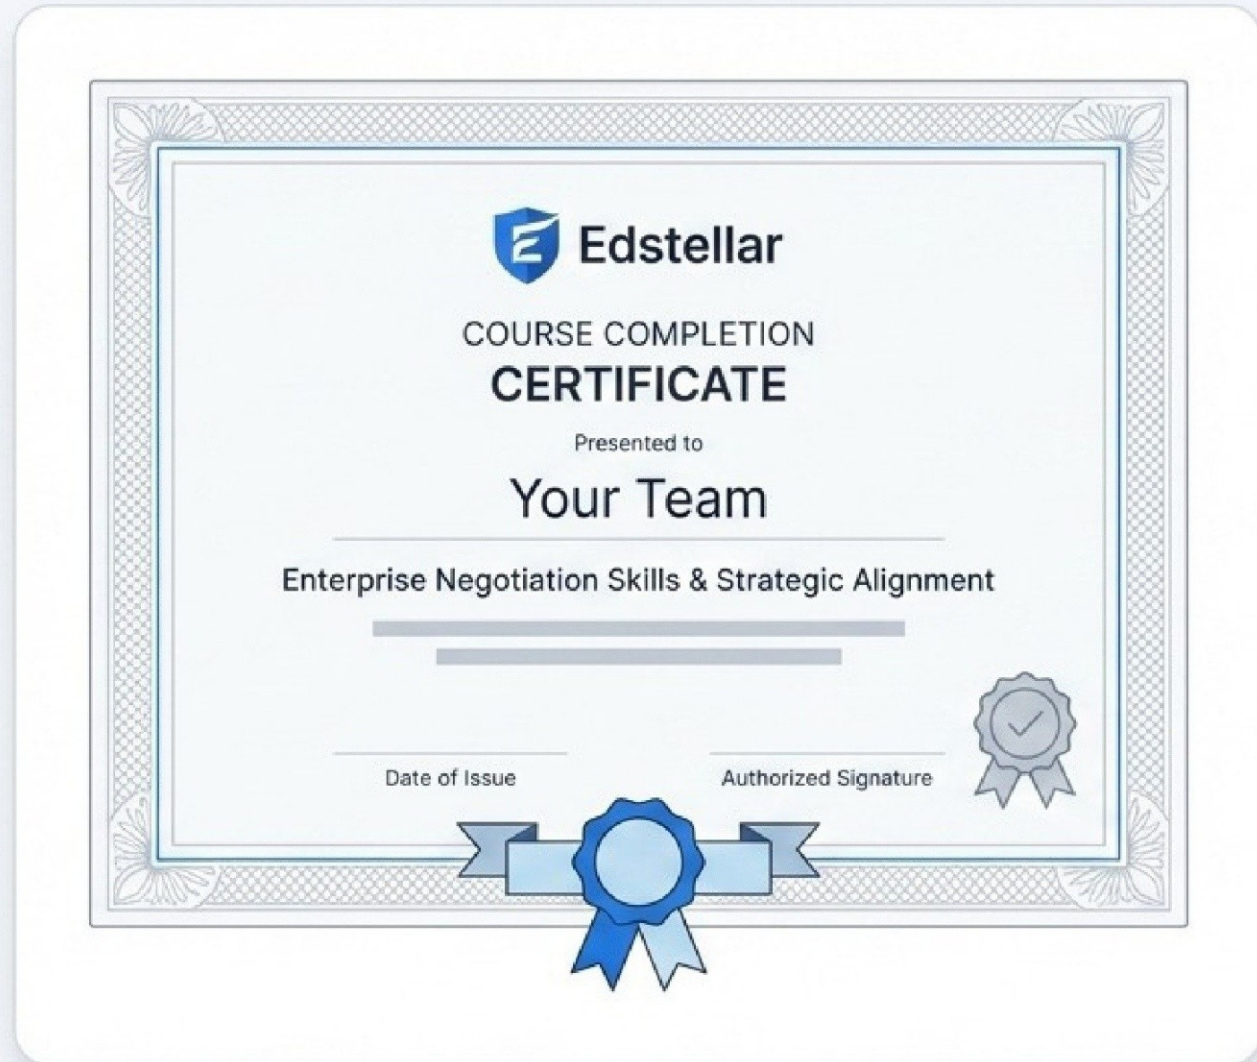 Edstellar
COURSE COMPLETION
CERTIFICATE
Presented to
Your Team
Enterprise Negotiation Skills & Strategic Alignment
Date of Issue
Authorized Signature